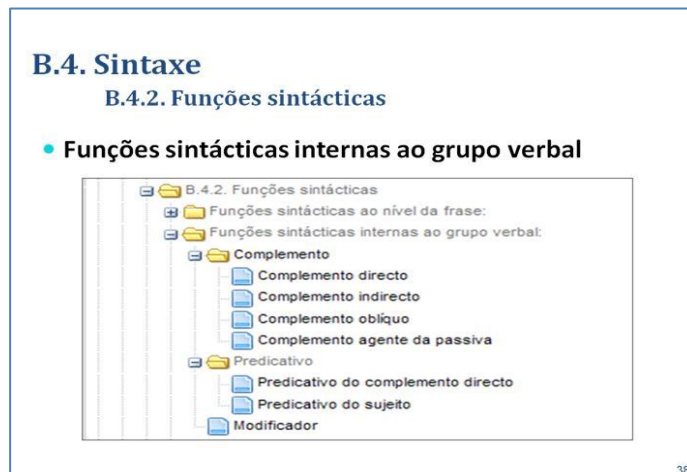 B.4. Sintaxe
B.4.2. Funções sintácticas
• Funções sintácticas internas ao grupo verbal
B.4.2. Funções sintácticas
Funções sintácticas ao nível da frase:
Funções sintácticas internas ao grupo verbal:
Complemento
Complemento directo
Complemento indirecto
Complemento oblíquo
Complemento agente da passiva
Predicativo
Predicativo do complemento directo
Predicativo do sujeito
Modificador
38